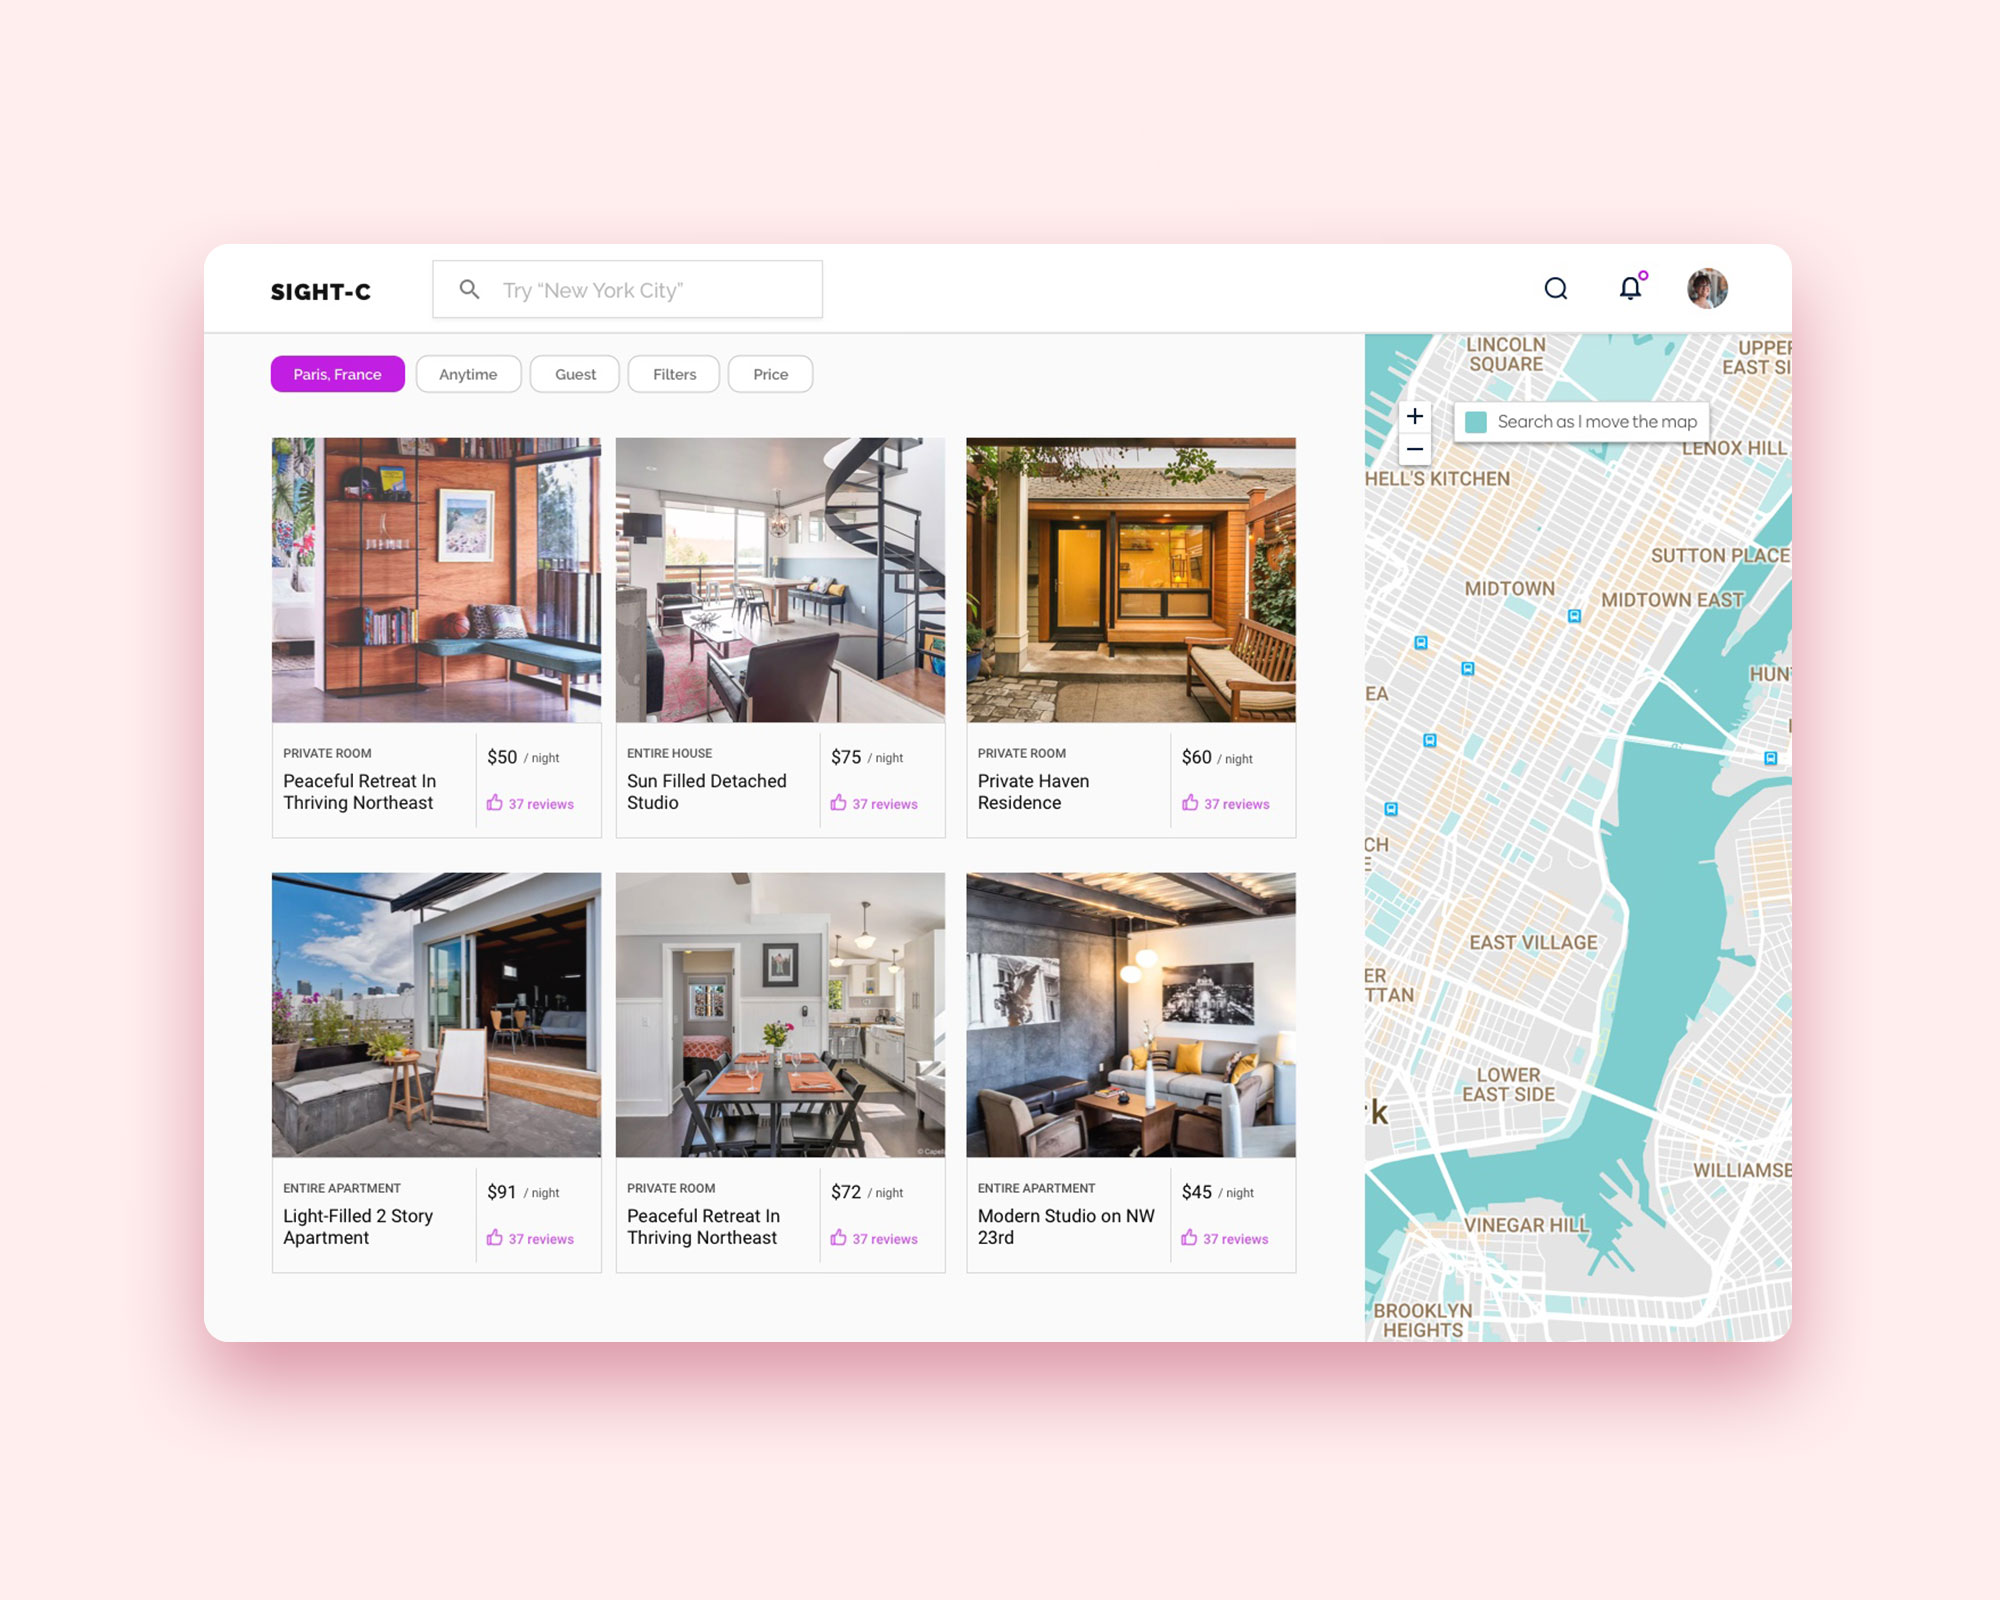 SIGHT-C
Try “New York City”
Paris, France
Anytime
Guest
Filters
Price
PRIVATE ROOM
Peaceful Retreat In
Thriving Northeast
$50 / night
37 reviews
ENTIRE HOUSE
Sun Filled Detached
Studio
$75 / night
37 reviews
PRIVATE ROOM
Private Haven
Residence
$60 / night
37 reviews
ENTIRE APARTMENT
Light-Filled 2 Story
Apartment
$91 / night
37 reviews
PRIVATE ROOM
Peaceful Retreat In
Thriving Northeast
$72 / night
37 reviews
ENTIRE APARTMENT
Modern Studio on NW
23rd
$45 / night
37 reviews
LINCOLN
SQUARE
UPPER
EAST SI
+
Search as I move the map
−
LENOX HILL
HELL'S KITCHEN
SUTTON PLACE
MIDTOWN
MIDTOWN EAST
HUN
EA
CH
E
EAST VILLAGE
ER
TTAN
LOWER
EAST SIDE
k
WILLIAMSB
VINEGAR HILL
BROOKLYN
HEIGHTS